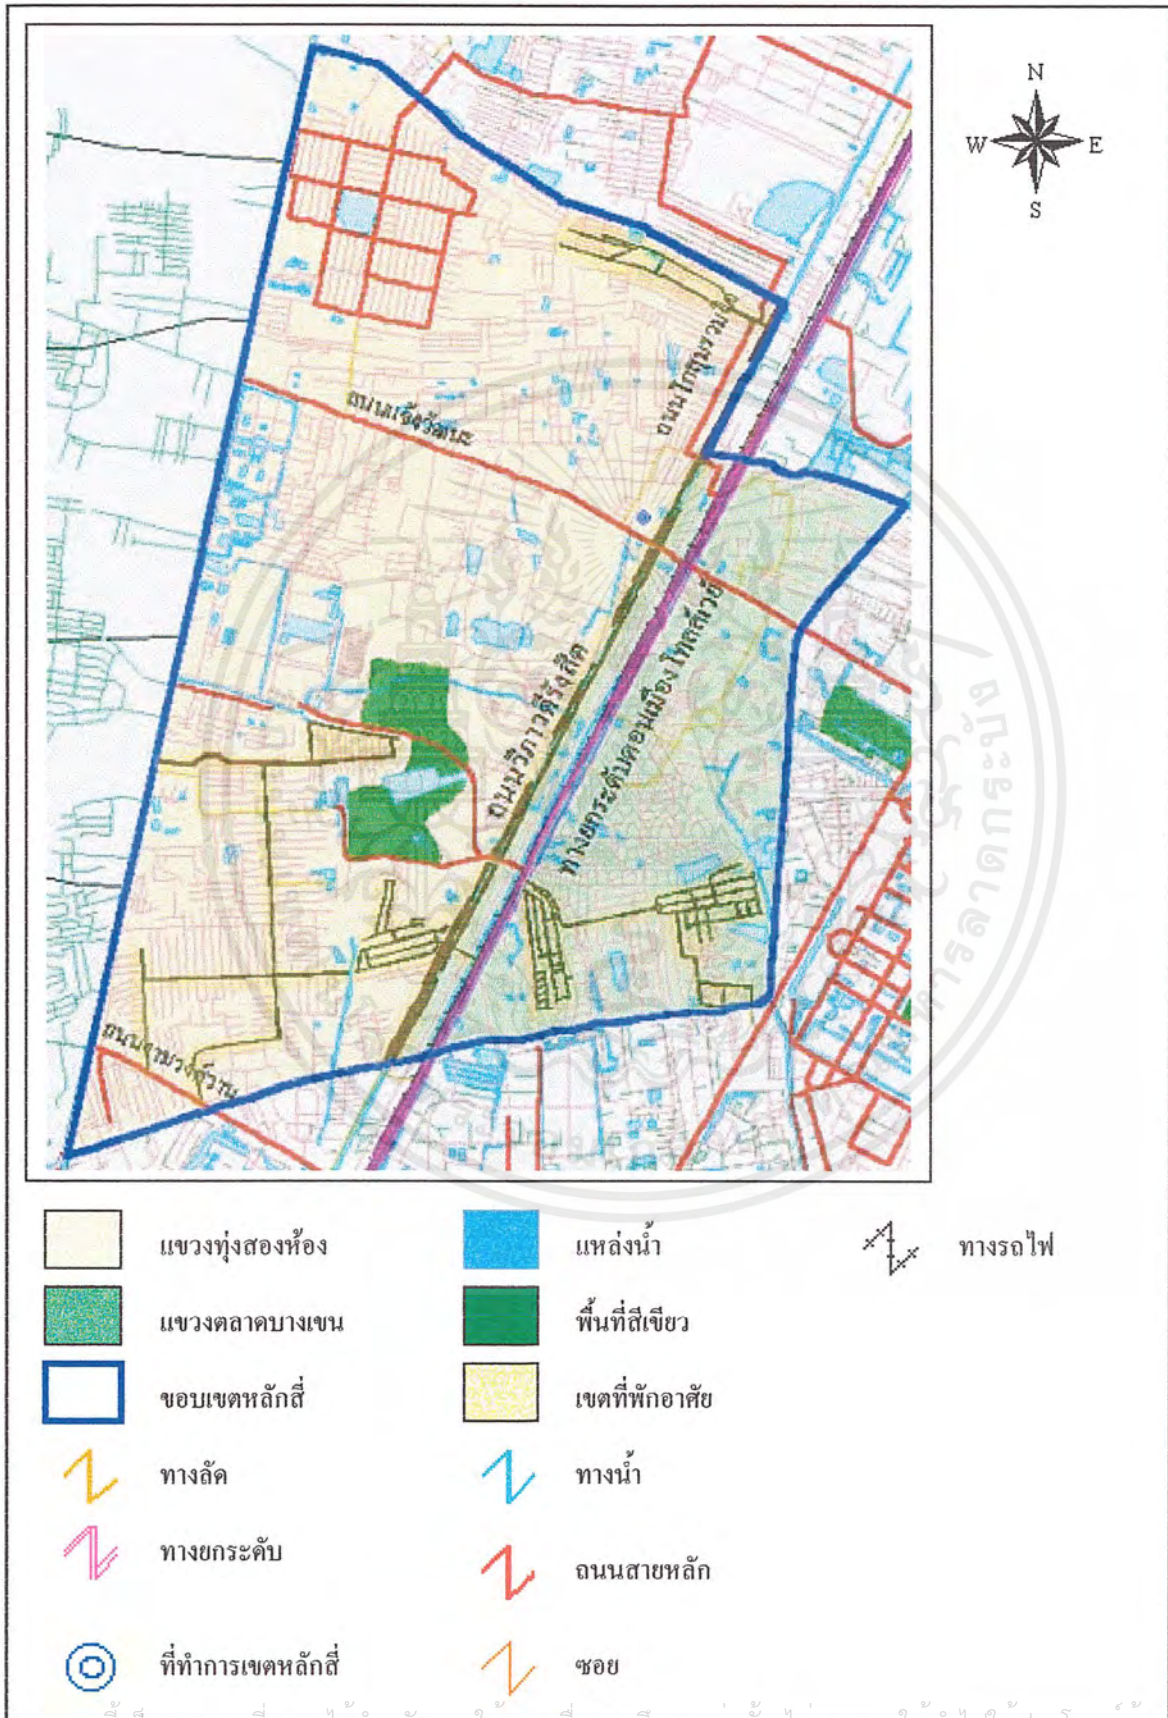 N
W E
S
ถนนโกสุมรวมใจ
ถนนแจ้งวัฒนะ
ถนนวิภาวดีรังสิต
ทางยกระดับดอนเมืองโทลล์เวย์
ถนนงามวงศ์วาน
แขวงทุ่งสองห้อง
แหล่งน้ำ
ทางรถไฟ
แขวงตลาดบางเขน
พื้นที่สีเขียว
ขอบเขตหลักสี่
เขตที่พักอาศัย
ทางลัด
ทางน้ำ
ทางยกระดับ
ถนนสายหลัก
ที่ทำการเขตหลักสี่
ซอย